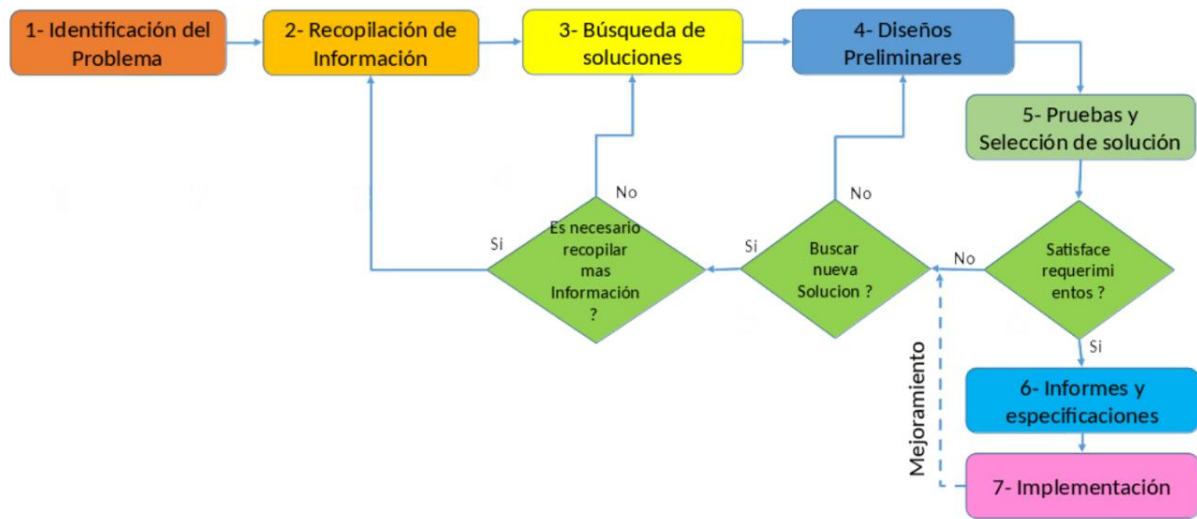 1- Identificación del
Problema
2- Recopilación de
Información
3- Búsqueda de
soluciones
4- Diseños
Preliminares
5- Pruebas y
Selección de solución
No
No
Si
Es necesario
recopilar
mas
Información
?
Si
Buscar
nueva
Solucion ?
No
Satisface
requerimi
entos ?
Si
Mejoramiento
6- Informes y
especificaciones
7- Implementación